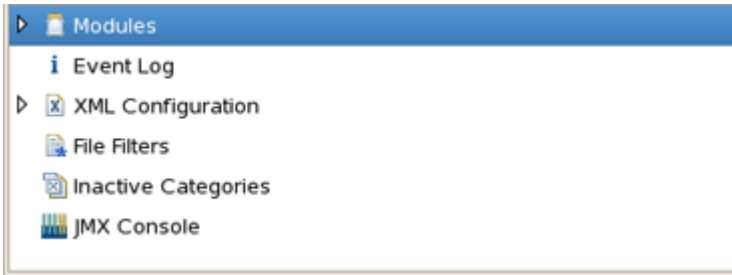 Modules
Event Log
XML Configuration
File Filters
Inactive Categories
JMX Console